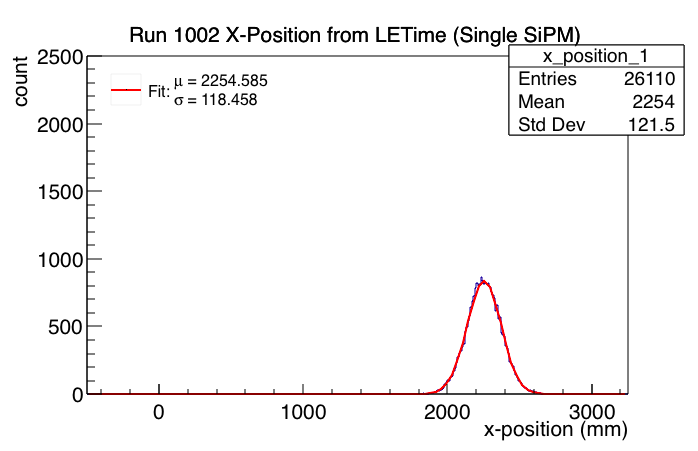 Run 1002 X-Position from LETime (Single SiPM)
x_position_1
Entries 26110
Mean 2254
Std Dev 121.5
Fit: μ = 2254.585
σ = 118.458
count
2500
2000
1500
1000
500
0
0 1000 2000 3000
x-position (mm)